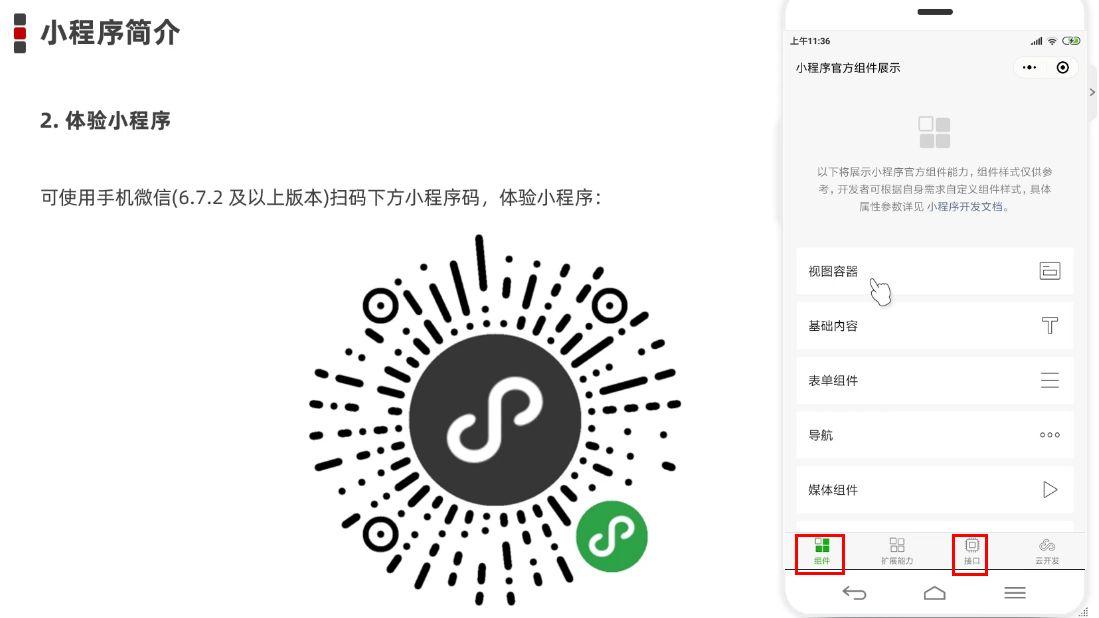 小程序简介
2. 体验小程序
可使用手机微信(6.7.2 及以上版本)扫码下方小程序码，体验小程序：
上午11:36
小程序官方组件展示
以下将展示小程序官方组件能力，组件样式仅供参
考，开发者可根据自身需求自定义组件样式，具体
属性参数详见 小程序开发文档。
视图容器
基础内容
表单组件
导航
媒体组件
组件
扩展能力
接口
云开发